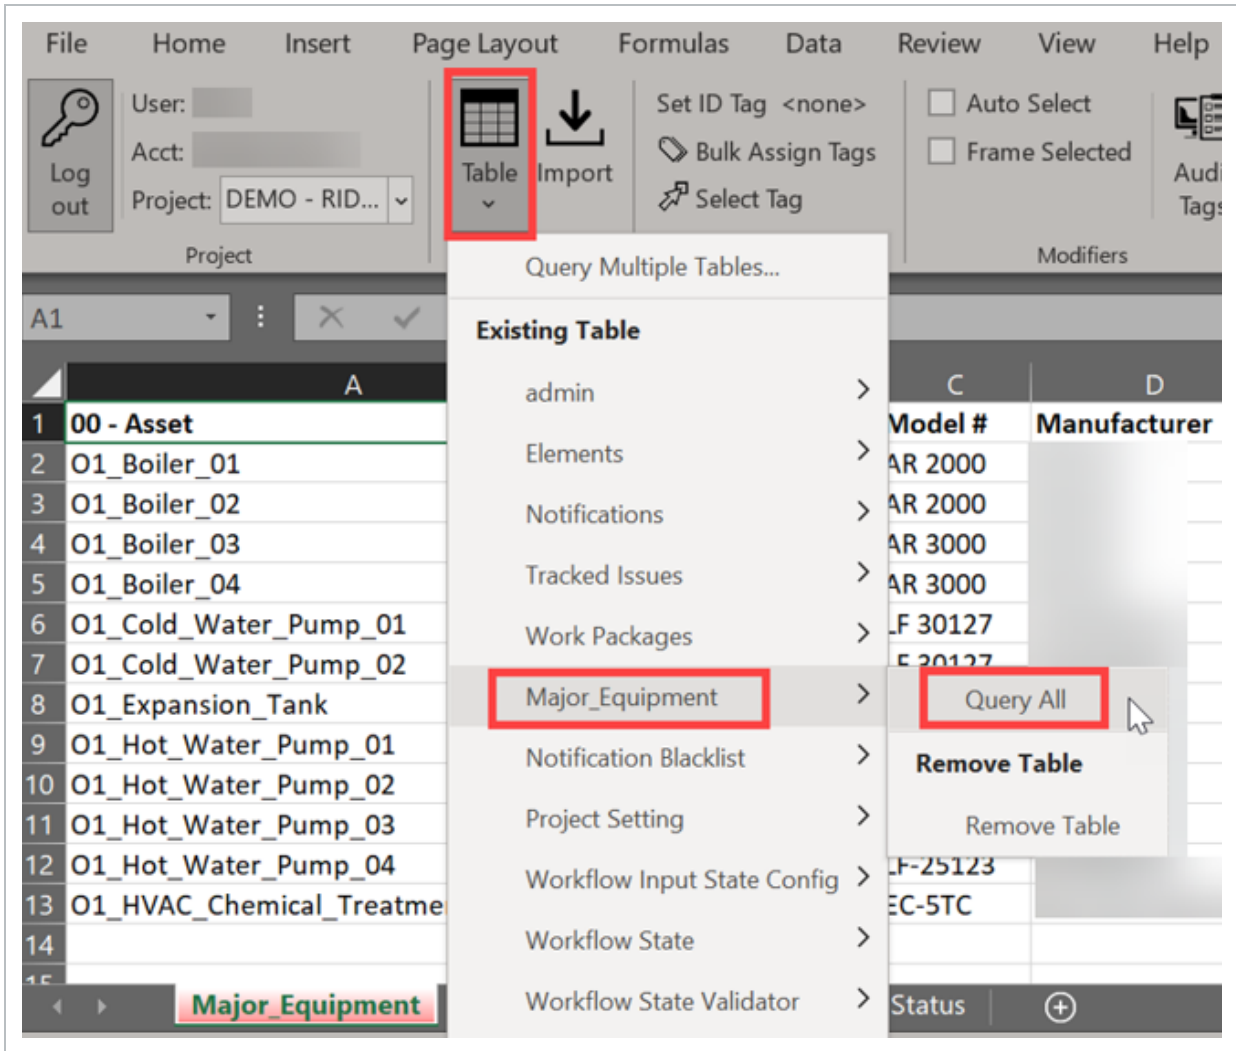 File Home Insert Page Layout Formulas Data Review View Help
User:
Acct:
Project: DEMO - RID...
Log
out
Project
Table
Import
Set ID Tag <none>
Bulk Assign Tags
Select Tag
Auto Select
Frame Selected
Modifiers
Query Multiple Tables...
Existing Table
admin
Elements
Notifications
Tracked Issues
Work Packages
Major_Equipment
Notification Blacklist
Project Setting
Workflow Input State Config
Workflow State
Workflow State Validator
Query All
Remove Table
Remove Table
A1
A C D
1 00 - Asset Model # Manufacturer
2 O1_Boiler_01 AR 2000
3 O1_Boiler_02 AR 2000
4 O1_Boiler_03 AR 3000
5 O1_Boiler_04 AR 3000
6 O1_Cold_Water_Pump_01 LF 30127
7 O1_Cold_Water_Pump_02
8 O1_Expansion_Tank
9 O1_Hot_Water_Pump_01
10 O1_Hot_Water_Pump_02
11 O1_Hot_Water_Pump_03
12 O1_Hot_Water_Pump_04 LF-25123
13 O1_HVAC_Chemical_Treatme EC-5TC
14
Major_Equipment Status